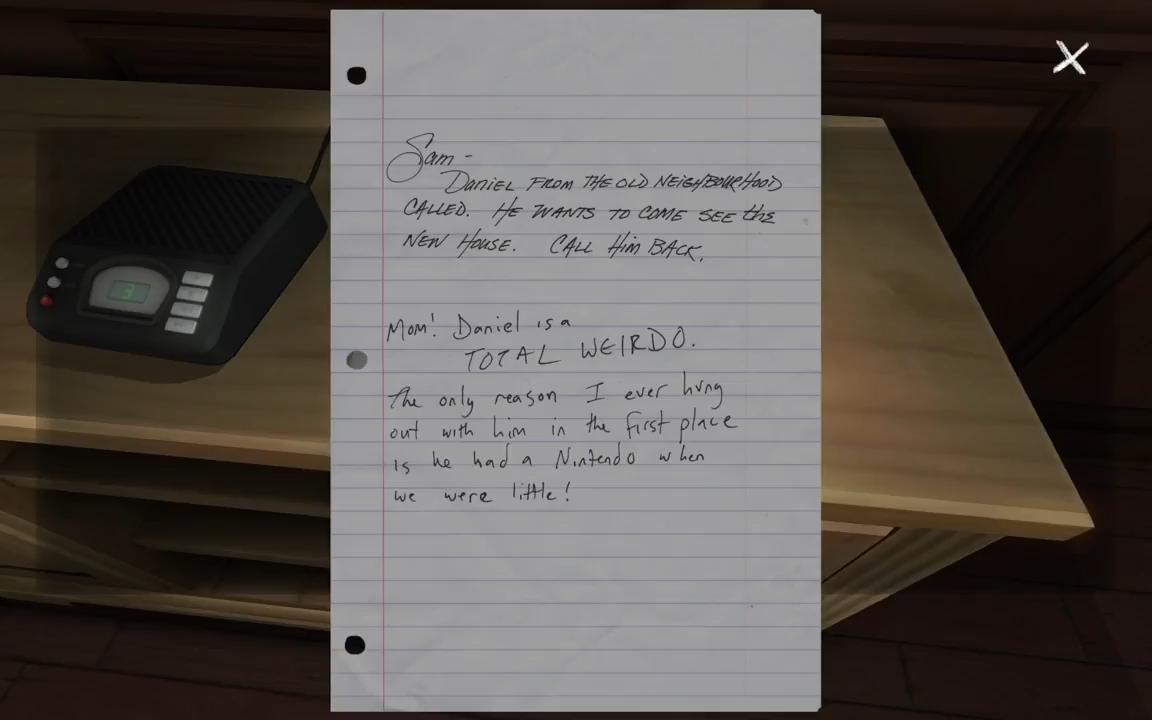 Sam-
DANIEL FROM THE OLD NEIGHBOURHOOD
CALLED. HE WANTS TO COME SEE the
NEW HOUSE. CALL HIM BACK.
Mom! Daniel is a
TOTAL WEIRDO.
The only reason I ever hung
out with him in the first place
is he had a Nintendo when
we were little!
3